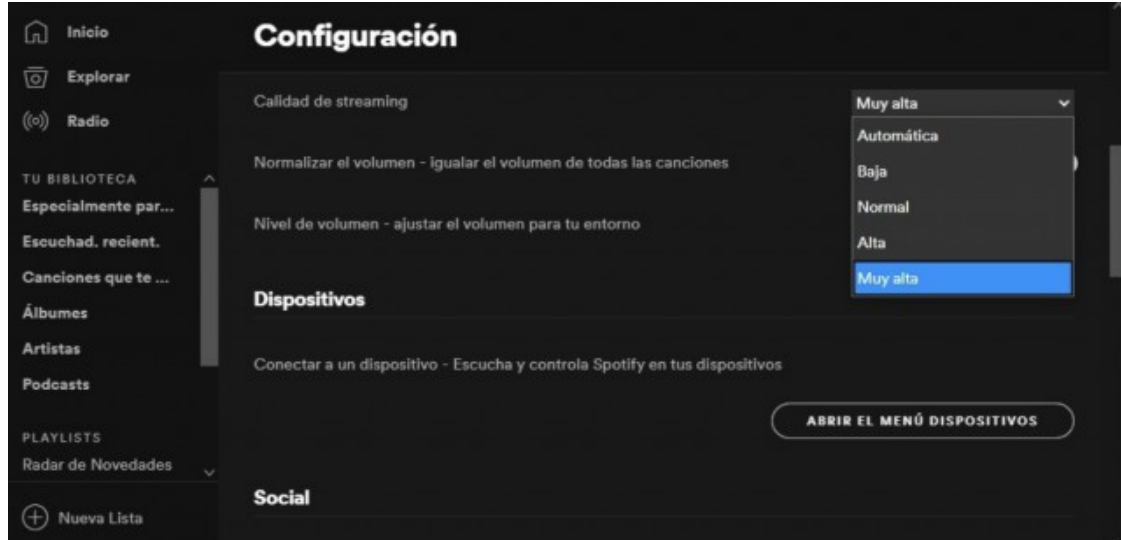 Inicio
Explorar
Radio
TU BIBLIOTECA
Especialmente par...
Escuchad. recient.
Canciones que te ...
Álbumes
Artistas
Podcasts
PLAYLISTS
Radar de Novedades
Nueva Lista
Configuración
Calidad de streaming
Muy alta
Automática
Baja
Normal
Alta
Muy alta
Normalizar el volumen - igualar el volumen de todas las canciones
Nivel de volumen - ajustar el volumen para tu entorno
Dispositivos
Conectar a un dispositivo - Escucha y controla Spotify en tus dispositivos
ABRIR EL MENÚ DISPOSITIVOS
Social